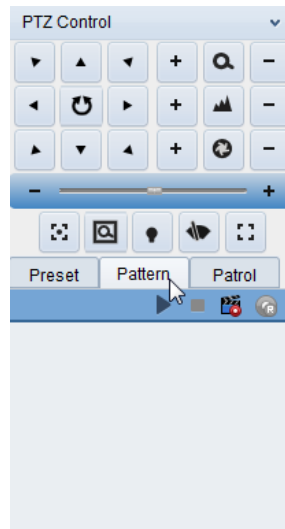 PTZ Control
+ −
+ −
+ −
− +
Preset Pattern Patrol
R